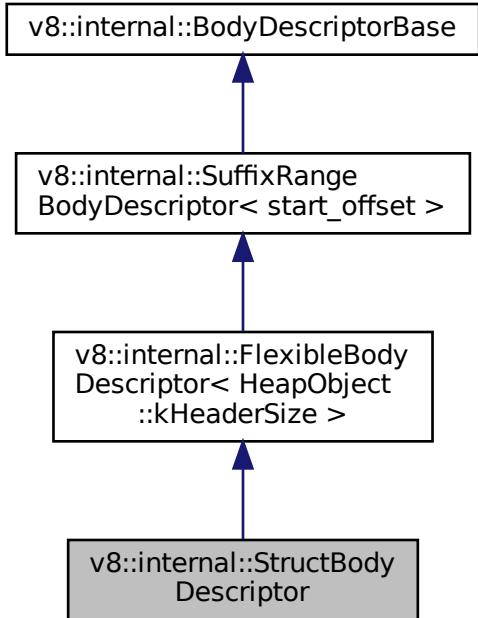 v8::internal::BodyDescriptorBase
v8::internal::SuffixRange
BodyDescriptor< start_offset >
v8::internal::FlexibleBody
Descriptor< HeapObject
::kHeaderSize >
v8::internal::StructBody
Descriptor